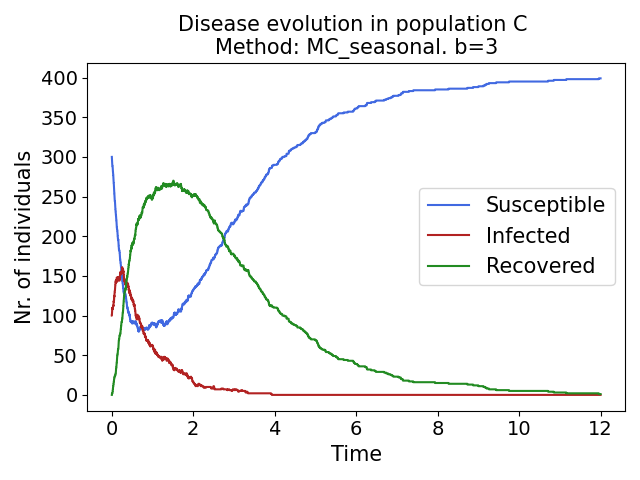 Disease evolution in population C
Method: MC_seasonal. b=3
Nr. of individuals
400
350
300
250
200
150
100
50
0
Susceptible
Infected
Recovered
0 2 4 6 8 10 12
Time